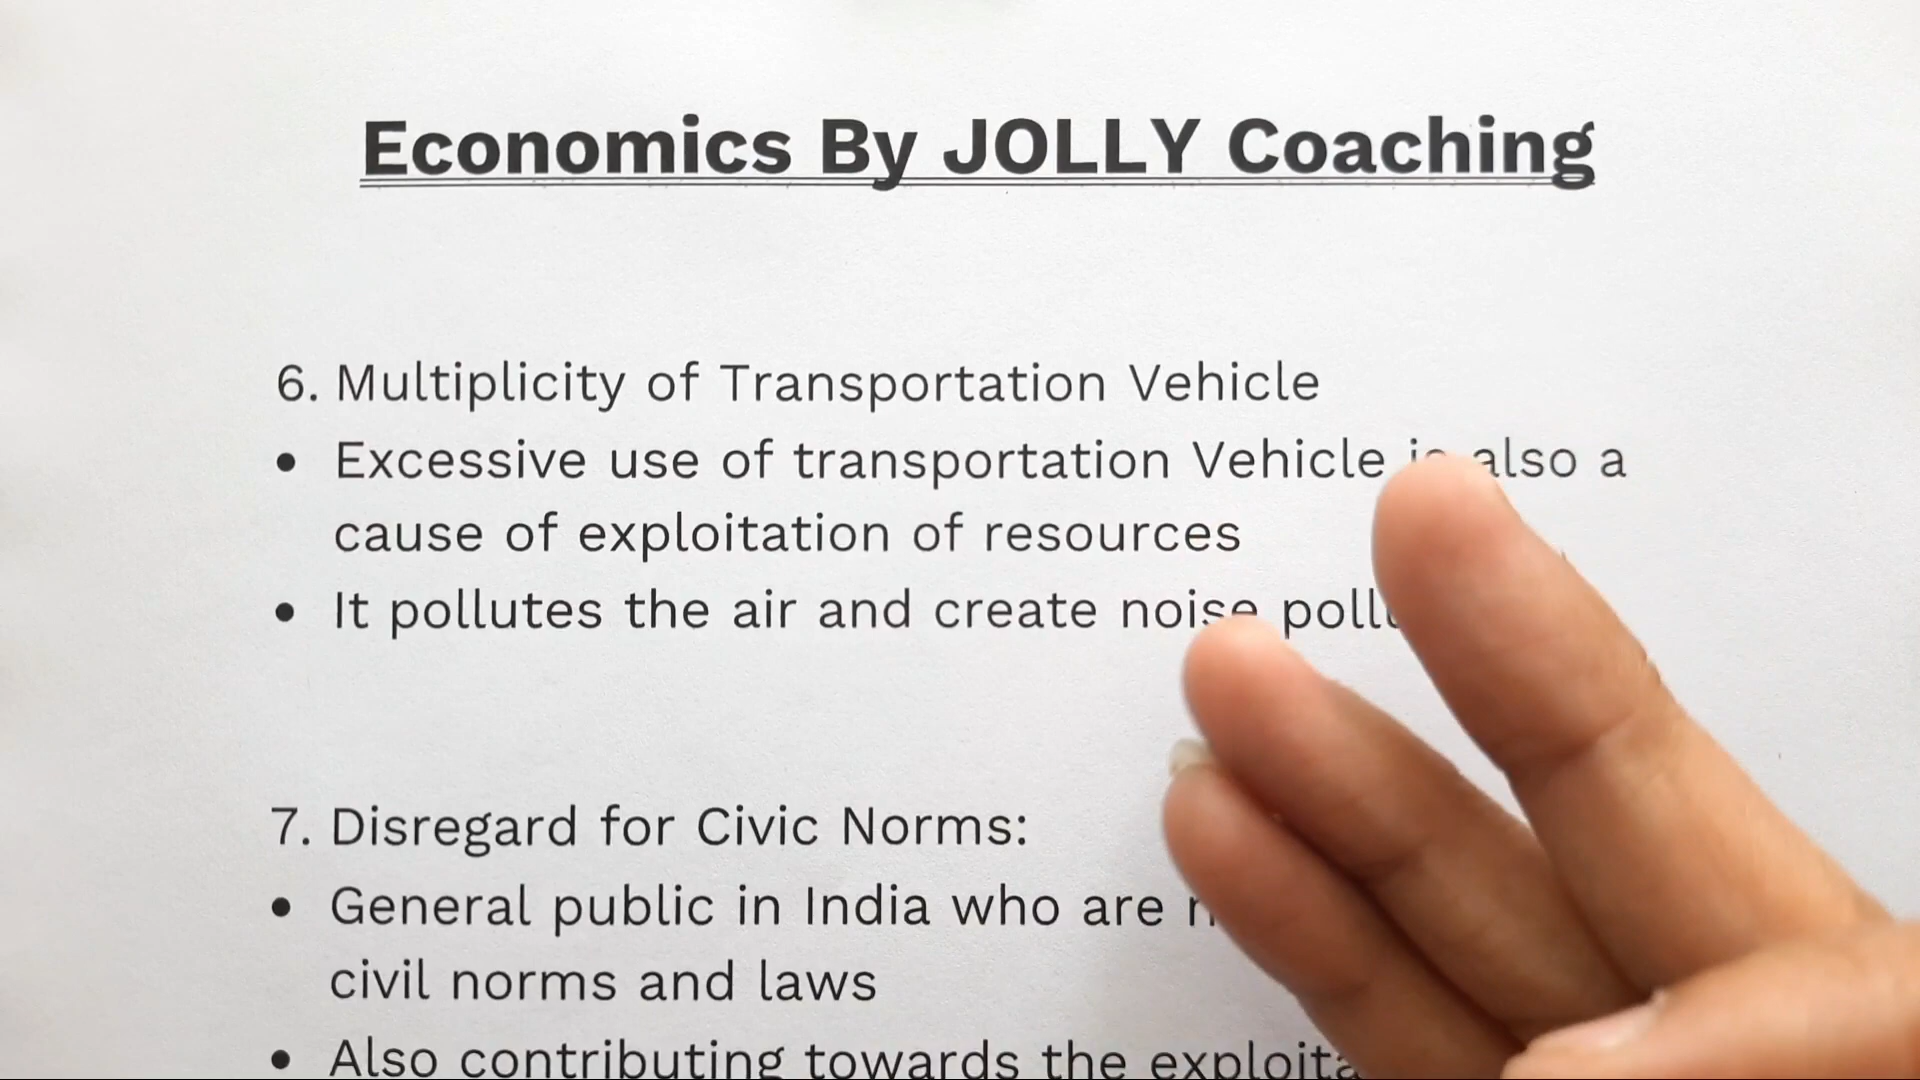 Economics By JOLLY Coaching
6. Multiplicity of Transportation Vehicle
• Excessive use of transportation Vehicle is also a
cause of exploitation of resources
• It pollutes the air and create noise
7. Disregard for Civic Norms:
• General public in India who are
civil norms and laws
• Also contributing towards the